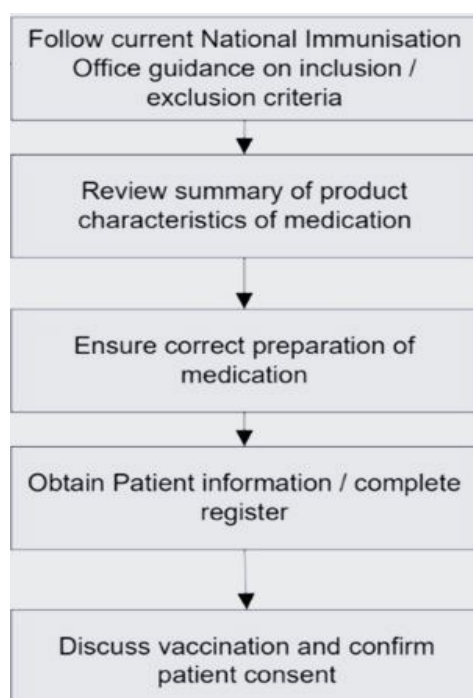 Follow current National Immunisation
Office guidance on inclusion /
exclusion criteria
Review summary of product
characteristics of medication
Ensure correct preparation of
medication
Obtain Patient information / complete
register
Discuss vaccination and confirm
patient consent